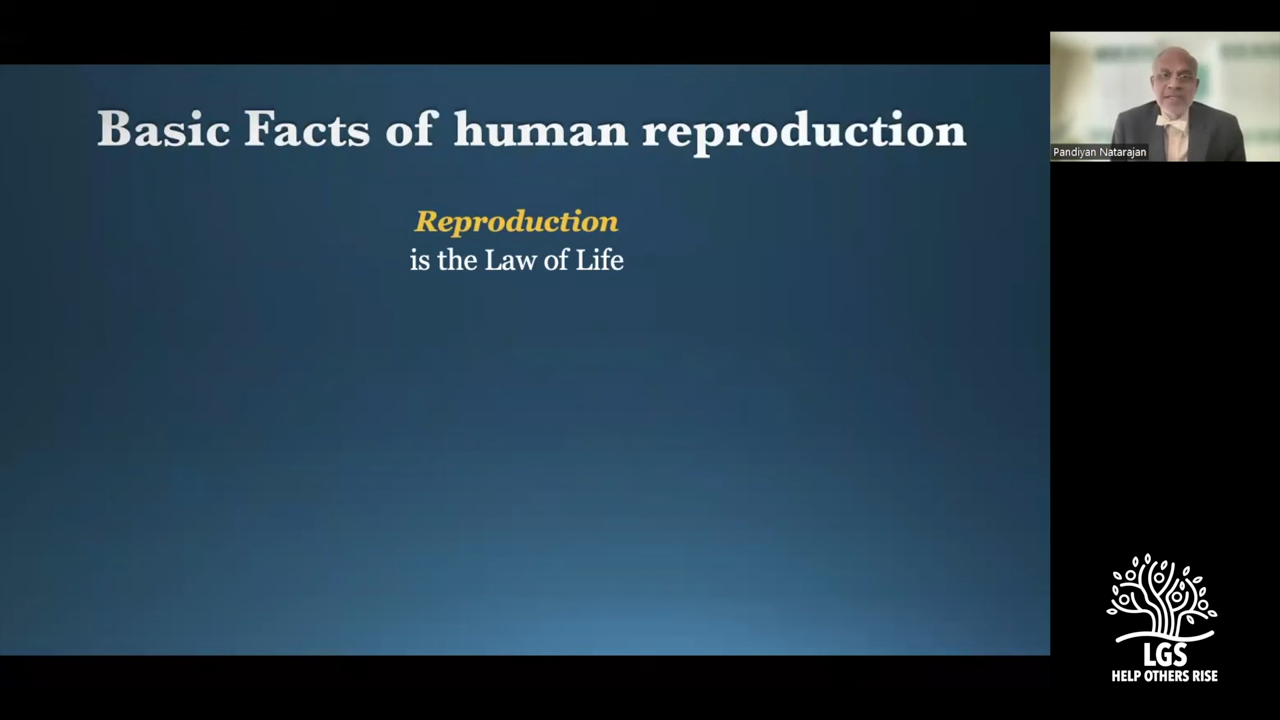 Basic Facts of human reproduction
Reproduction
is the Law of Life
Pandiyan Natarajan
LGS
HELP OTHERS RISE